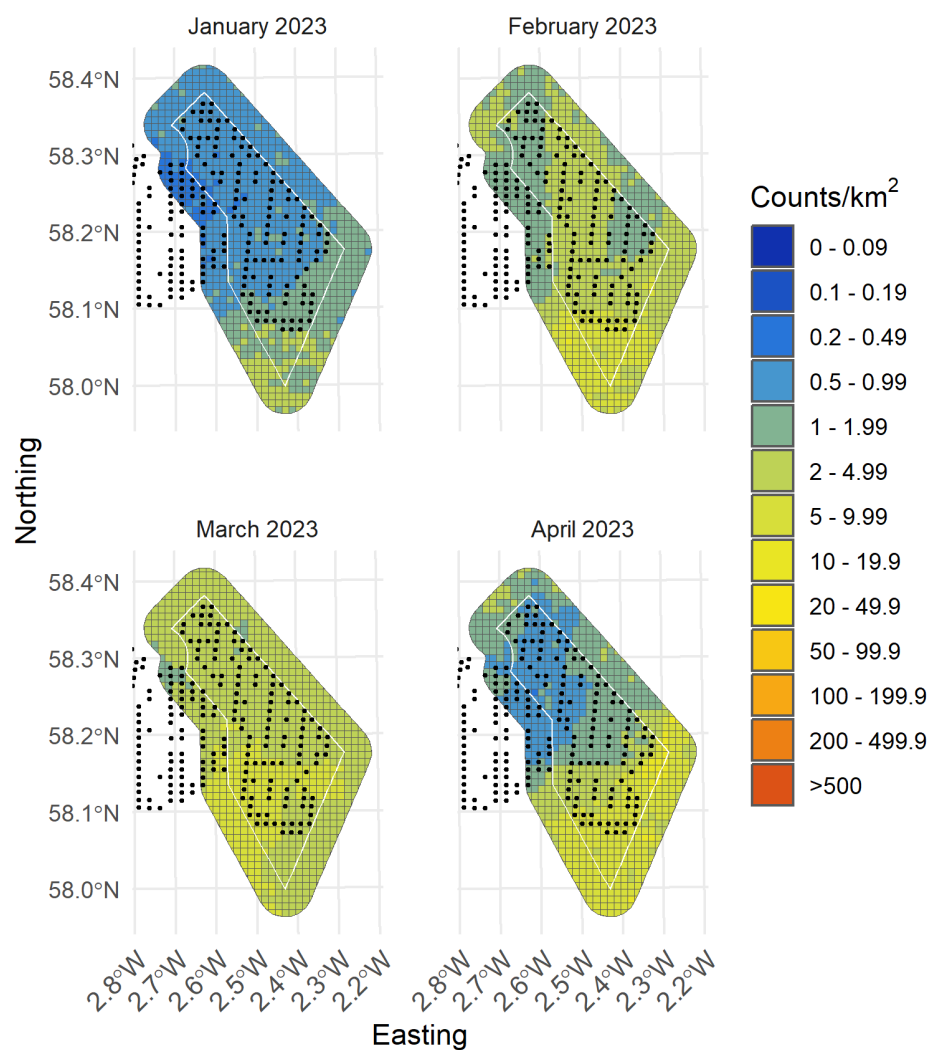 January 2023
February 2023
58.4°N
58.3°N
58.2°N
58.1°N
58.0°N
Counts/km²
0 - 0.09
0.1 - 0.19
0.2 - 0.49
0.5 - 0.99
1 - 1.99
2 - 4.99
5 - 9.99
10 - 19.9
20 - 49.9
50 - 99.9
100 - 199.9
200 - 499.9
>500
Northing
March 2023
April 2023
58.4°N
58.3°N
58.2°N
58.1°N
58.0°N
2.8°W
2.7°W
2.6°W
2.5°W
2.4°W
2.3°W
2.2°W
2.8°W
2.7°W
2.6°W
2.5°W
2.4°W
2.3°W
2.2°W
Easting